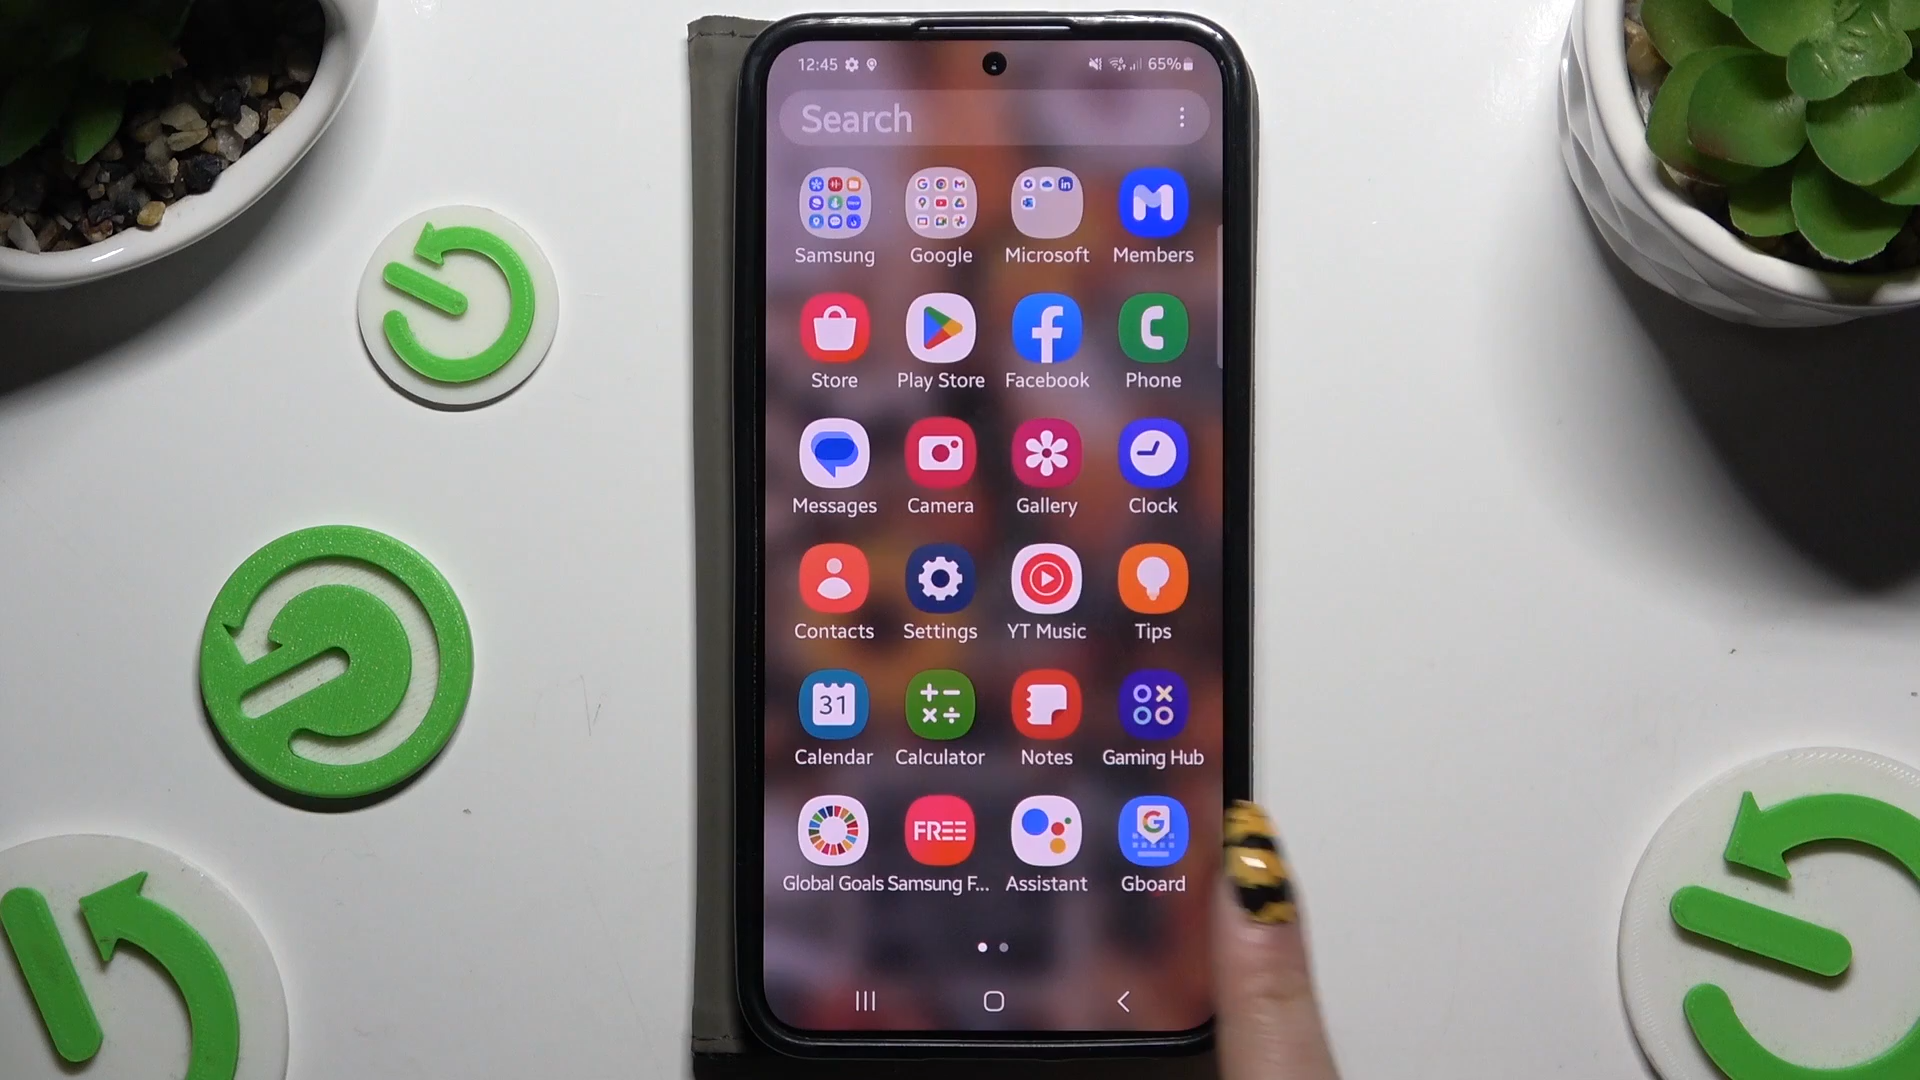 12:45 65%
Search
Samsung Google Microsoft Members
Store Play Store Facebook Phone
Messages Camera Gallery Clock
Contacts Settings YT Music Tips
31
Calendar Calculator Notes Gaming Hub
FREE
Global Goals Samsung F... Assistant Gboard